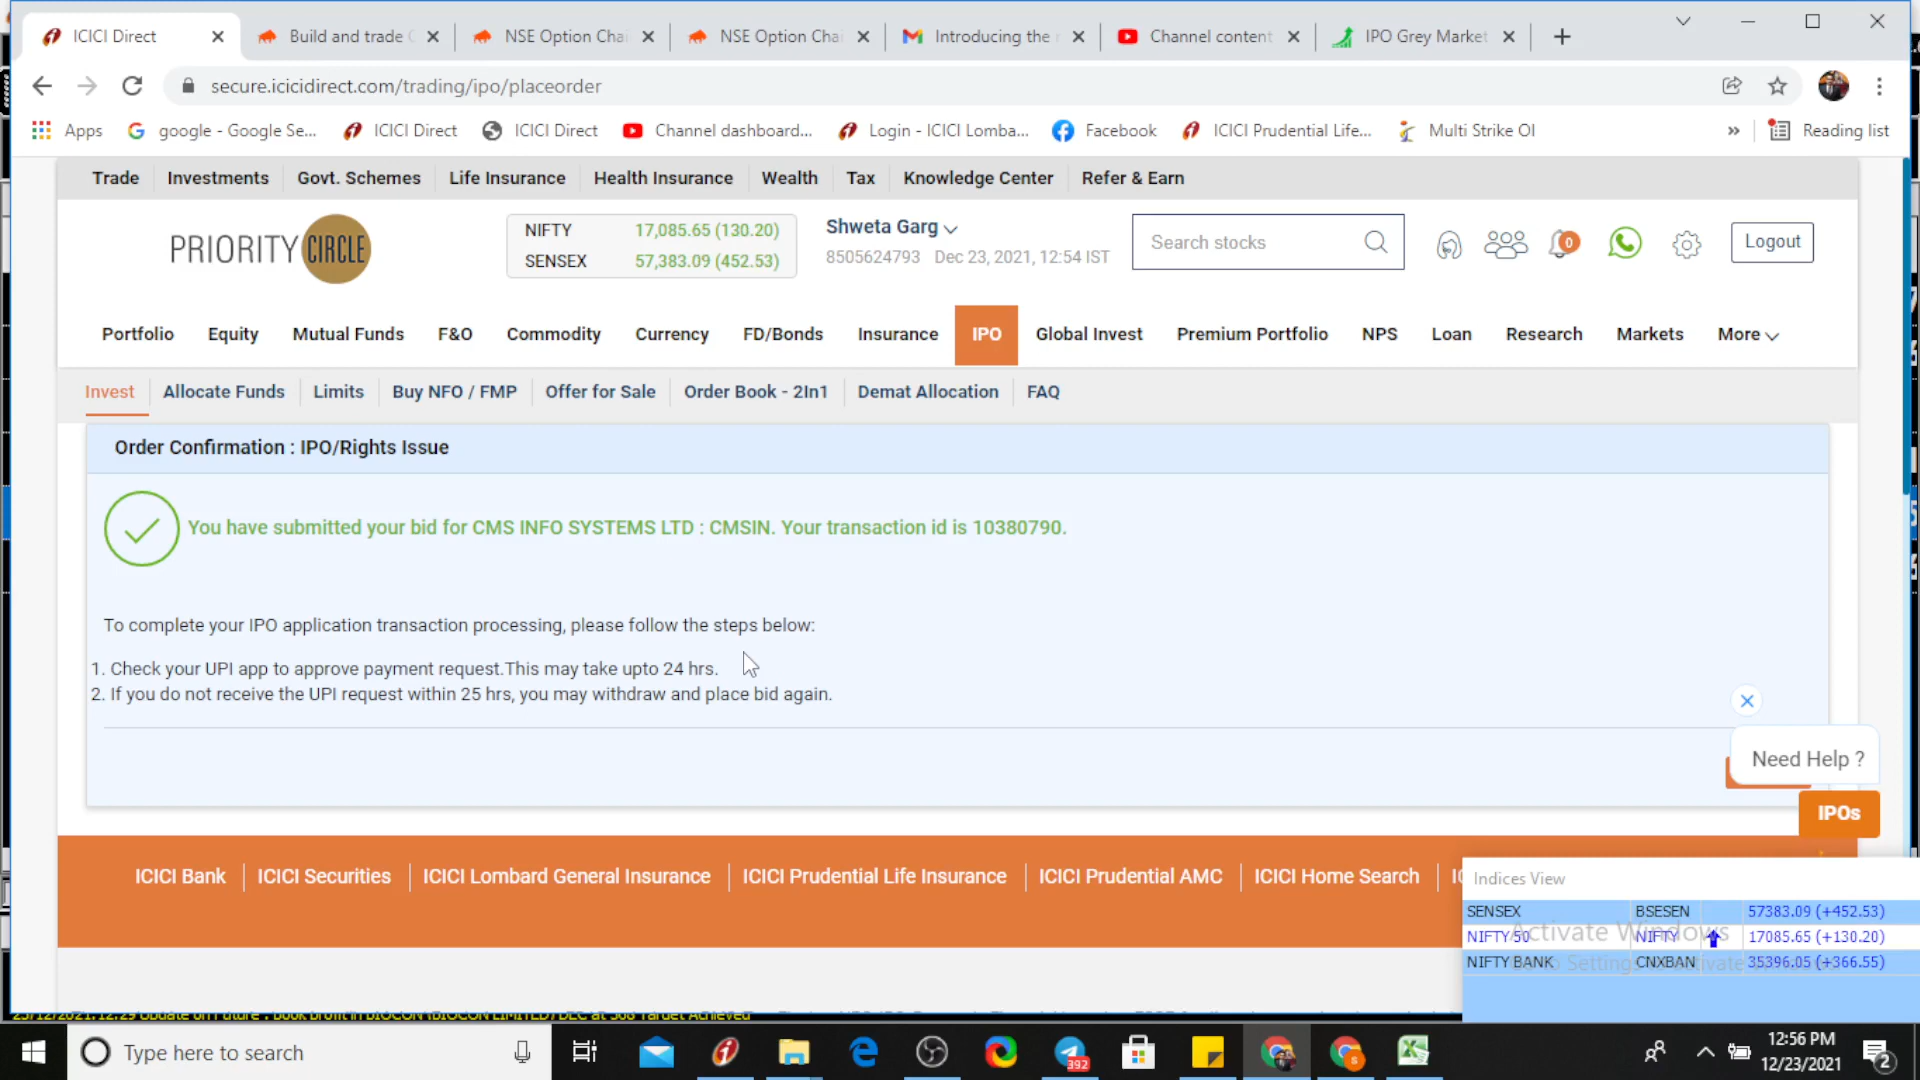 ICICI Direct
Build and trade
NSE Option Chai
NSE Option Chai
Introducing the
Channel content
IPO Grey Market
secure.icicidirect.com/trading/ipo/placeorder
Apps
google - Google Se...
ICICI Direct
ICICI Direct
Channel dashboard...
Login - ICICI Lomba...
Facebook
ICICI Prudential Life...
Multi Strike OI
»
Reading list
Trade
Investments
Govt. Schemes
Life Insurance
Health Insurance
Wealth
Tax
Knowledge Center
Refer & Earn
PRIORITY CIRCLE
NIFTY 17,085.65 (130.20)
SENSEX 57,383.09 (452.53)
Shweta Garg
8505624793 Dec 23, 2021, 12:54 IST
Search stocks
0
Logout
Portfolio
Equity
Mutual Funds
F&O
Commodity
Currency
FD/Bonds
Insurance
IPO
Global Invest
Premium Portfolio
NPS
Loan
Research
Markets
More
Invest
Allocate Funds
Limits
Buy NFO / FMP
Offer for Sale
Order Book - 2In1
Demat Allocation
FAQ
Order Confirmation : IPO/Rights Issue
You have submitted your bid for CMS INFO SYSTEMS LTD : CMSIN. Your transaction id is 10380790.
To complete your IPO application transaction processing, please follow the steps below:
1. Check your UPI app to approve payment request.This may take upto 24 hrs.
2. If you do not receive the UPI request within 25 hrs, you may withdraw and place bid again.
Need Help ?
IPOs
ICICI Bank
ICICI Securities
ICICI Lombard General Insurance
ICICI Prudential Life Insurance
ICICI Prudential AMC
ICICI Home Search
Indices View
SENSEX BSESEN 57383.09 (+452.53)
NIFTY 50 NIFTY 17085.65 (+130.20)
NIFTY BANK CNXBAN 35396.05 (+366.55)
Activate Windows
Type here to search
392
12:56 PM
12/23/2021
2